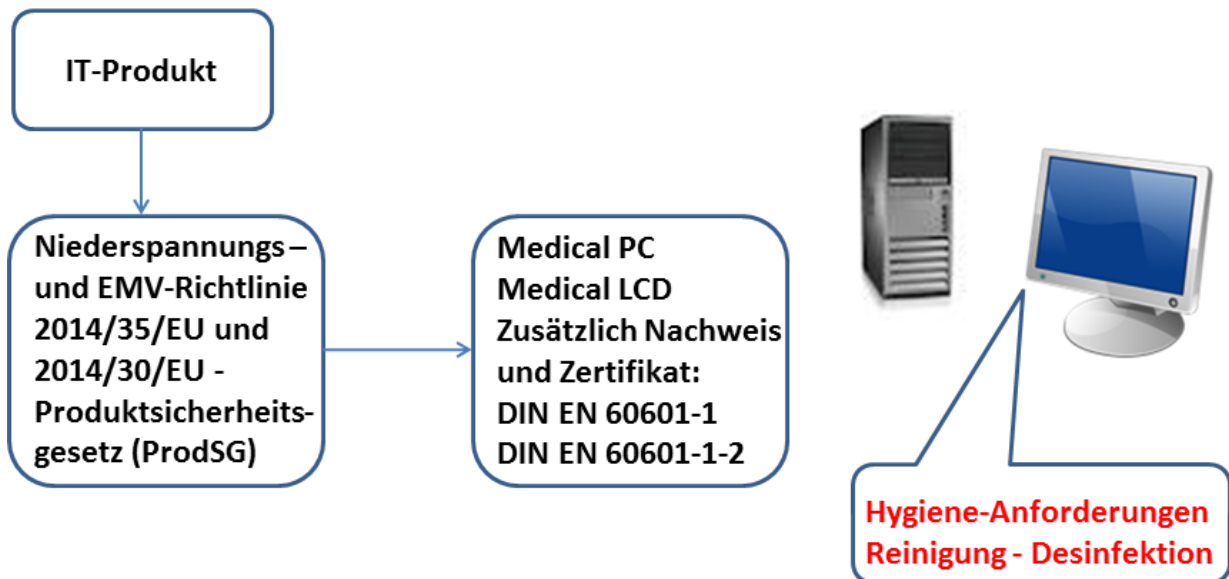 IT-Produkt
Niederspannungs –
und EMV-Richtlinie
2014/35/EU und
2014/30/EU -
Produktsicherheits-
gesetz (ProdSG)
Medical PC
Medical LCD
Zusätzlich Nachweis
und Zertifikat:
DIN EN 60601-1
DIN EN 60601-1-2
Hygiene-Anforderungen
Reinigung - Desinfektion